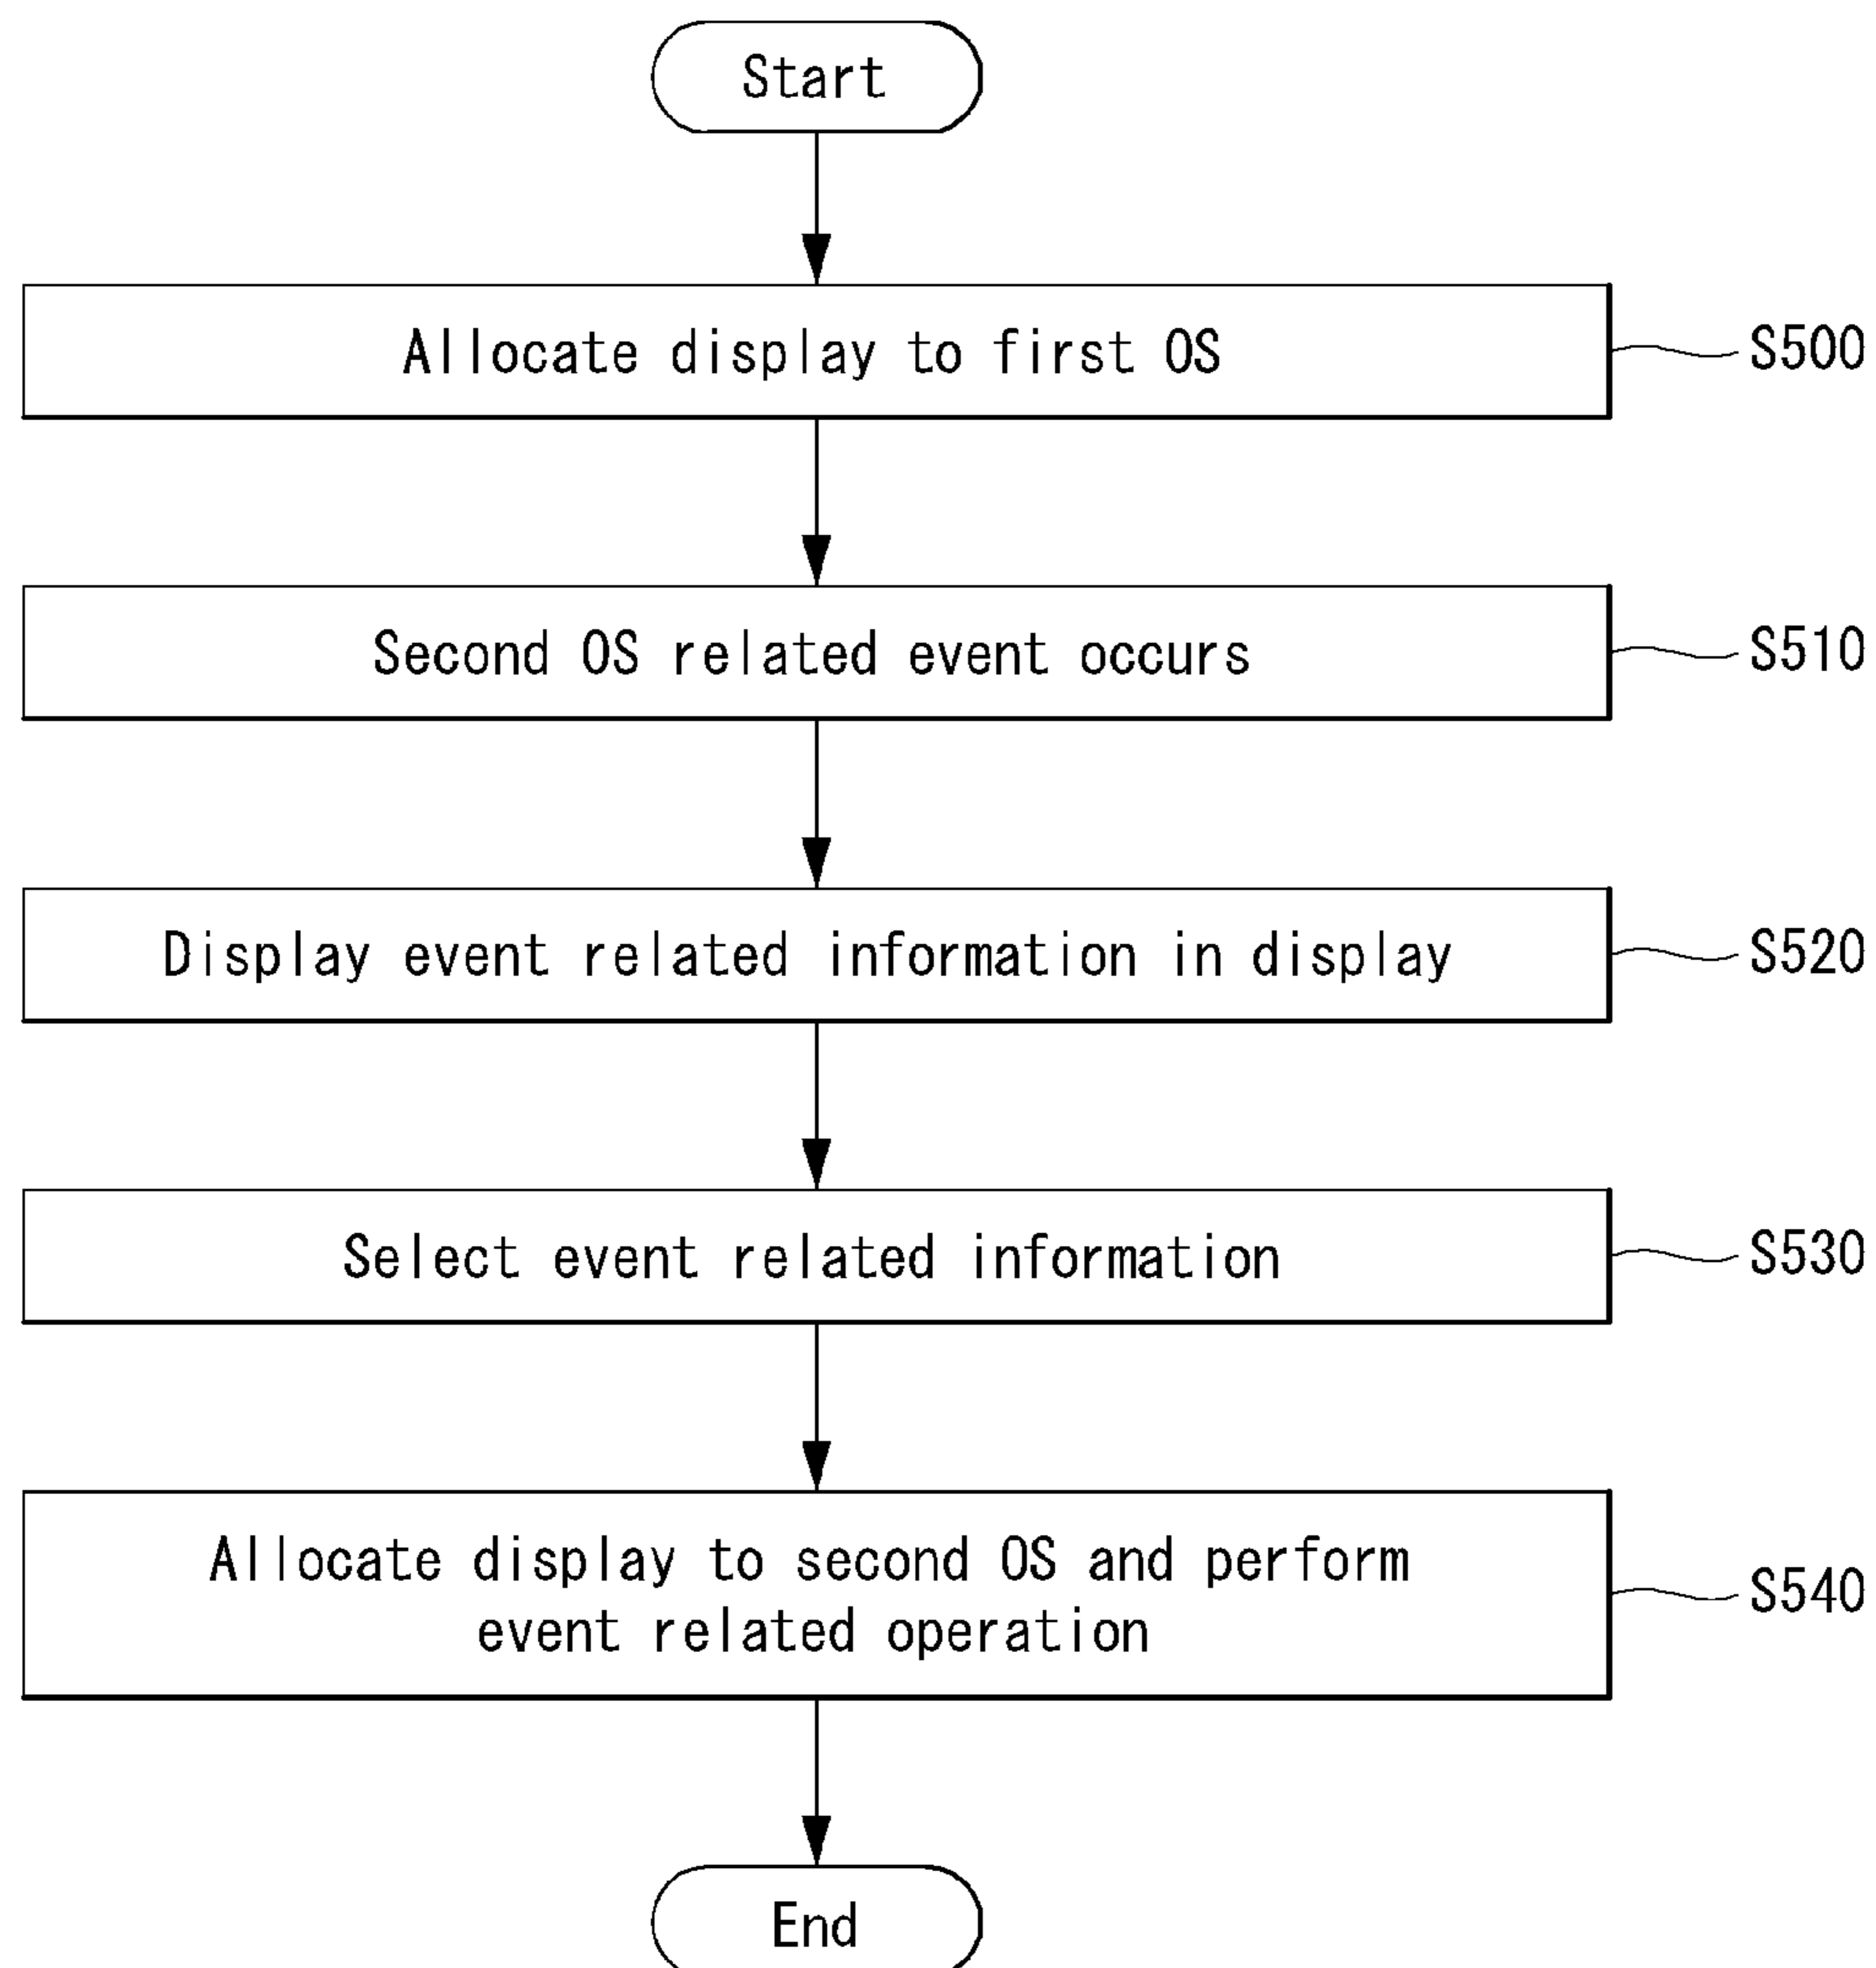 Start
Allocate display to first OS
S500
Second OS related event occurs
S510
Display event related information in display
S520
Select event related information
S530
Allocate display to second OS and perform
event related operation
S540
End